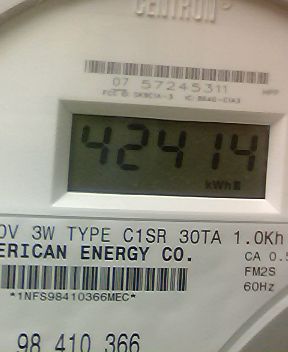 CENTRON
07 57245311
42414
kWh
0V 3W TYPE C1SR 30TA 1.0Kh
ERICAN ENERGY CO.
CA 0.5
FM2S
*1NFS98410366MEC*
60Hz
98 410 366